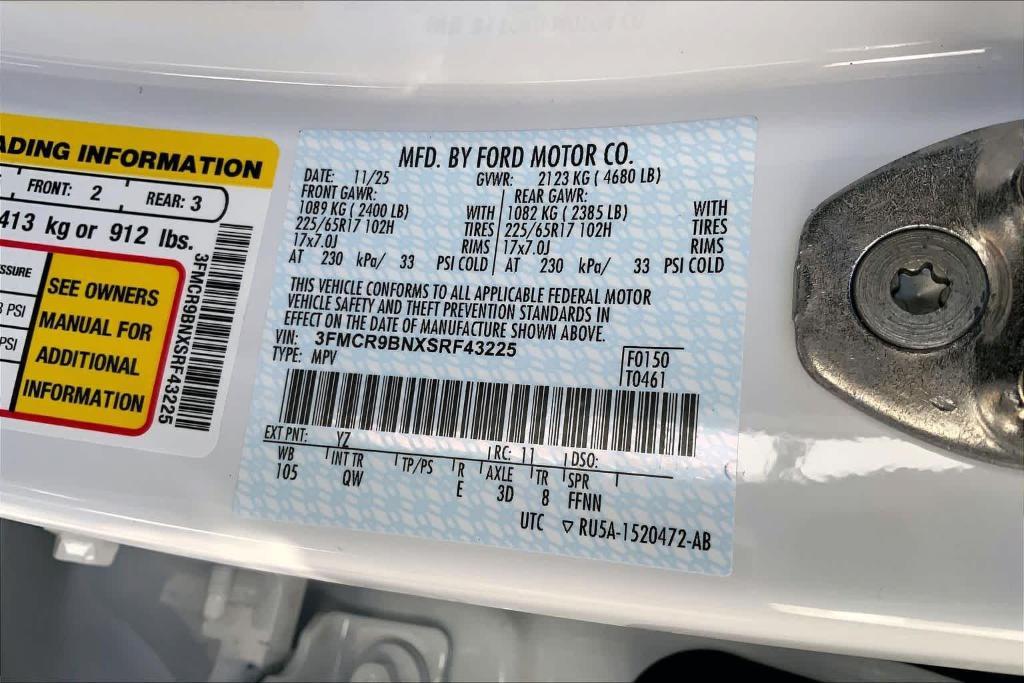 ADING INFORMATION
FRONT: 2 REAR: 3
413 kg or 912 lbs.
SSURE
PSI
PSI
SEE OWNERS
MANUAL FOR
ADDITIONAL
INFORMATION
3FMCR9BNXSRF43225
MFD. BY FORD MOTOR CO.
DATE: 11/25 GVWR: 2123 KG ( 4680 LB)
FRONT GAWR: REAR GAWR:
1089 KG ( 2400 LB) WITH 1082 KG ( 2385 LB) WITH
225/65R17 102H TIRES 225/65R17 102H TIRES
17x7.0J RIMS 17x7.0J RIMS
AT 230 kPa/ 33 PSI COLD AT 230 kPa/ 33 PSI COLD
THIS VEHICLE CONFORMS TO ALL APPLICABLE FEDERAL MOTOR
VEHICLE SAFETY AND THEFT PREVENTION STANDARDS IN
EFFECT ON THE DATE OF MANUFACTURE SHOWN ABOVE.
VIN: 3FMCR9BNXSRF43225
TYPE: MPV
F0150
T0461
EXT PNT: YZ RC: 11 DSO:
WB INT TR TP/PS R AXLE TR SPR
105 QW E 3D 8 FFNN
UTC ▽ RU5A-1520472-AB